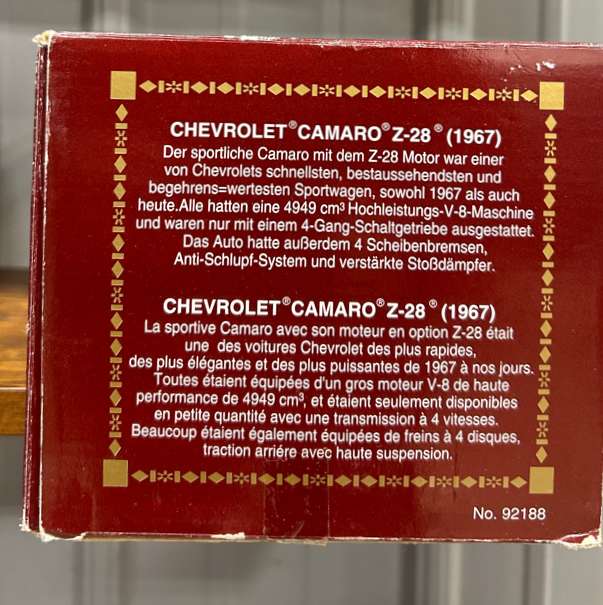 CHEVROLET® CAMARO® Z-28 ® (1967)
Der sportliche Camaro mit dem Z-28 Motor war einer
von Chevrolets schnellsten, bestaussehendsten und
begehrens=wertesten Sportwagen, sowohl 1967 als auch
heute.Alle hatten eine 4949 cm³ Hochleistungs-V-8-Maschine
und waren nur mit einem 4-Gang-Schaltgetriebe ausgestattet.
Das Auto hatte außerdem 4 Scheibenbremsen,
Anti-Schlupf-System und verstärkte Stoßdämpfer.
CHEVROLET® CAMARO® Z-28 ® (1967)
La sportive Camaro avec son moteur en option Z-28 était
une des voitures Chevrolet des plus rapides,
des plus élégantes et des plus puissantes de 1967 à nos jours.
Toutes étaient équipées d'un gros moteur V-8 de haute
performance de 4949 cm³, et étaient seulement disponibles
en petite quantité avec une transmission à 4 vitesses.
Beaucoup étaient également équipées de freins à 4 disques,
traction arriére avec haute suspension.
No. 92188